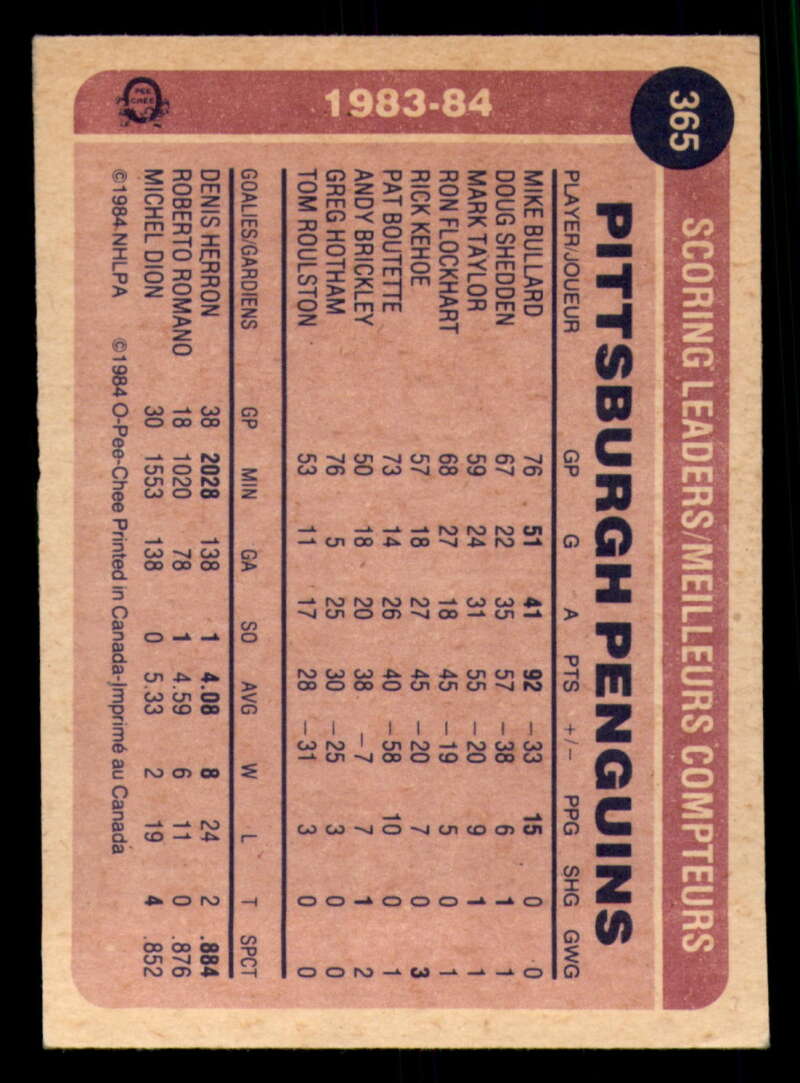 365
SCORING LEADERS/MEILLEURS COMPTEURS
PITTSBURGH PENGUINS
1983-84
PEE
CHEE
PLAYER/JOUEUR GP G A PTS +/− PPG SHG GWG
MIKE BULLARD 76 51 41 92 −33 15 0 0
DOUG SHEDDEN 67 22 35 57 −38 6 1 1
MARK TAYLOR 59 24 31 55 −20 9 1 1
RON FLOCKHART 68 27 18 45 −19 5 0 1
RICK KEHOE 57 18 27 45 −20 7 0 3
PAT BOUTETTE 73 14 26 40 −58 10 0 1
ANDY BRICKLEY 50 18 20 38 −7 7 1 2
GREG HOTHAM 76 5 25 30 −25 3 0 0
TOM ROULSTON 53 11 17 28 −31 3 0 0
GOALIES/GARDIENS GP MIN GA SO AVG W L T SPCT
DENIS HERRON 38 2028 138 1 4.08 8 24 2 .884
ROBERTO ROMANO 18 1020 78 1 4.59 6 11 0 .876
MICHEL DION 30 1553 138 0 5.33 2 19 4 .852
©1984 NHLPA ©1984 O-Pee-Chee Printed in Canada-Imprimé au Canada